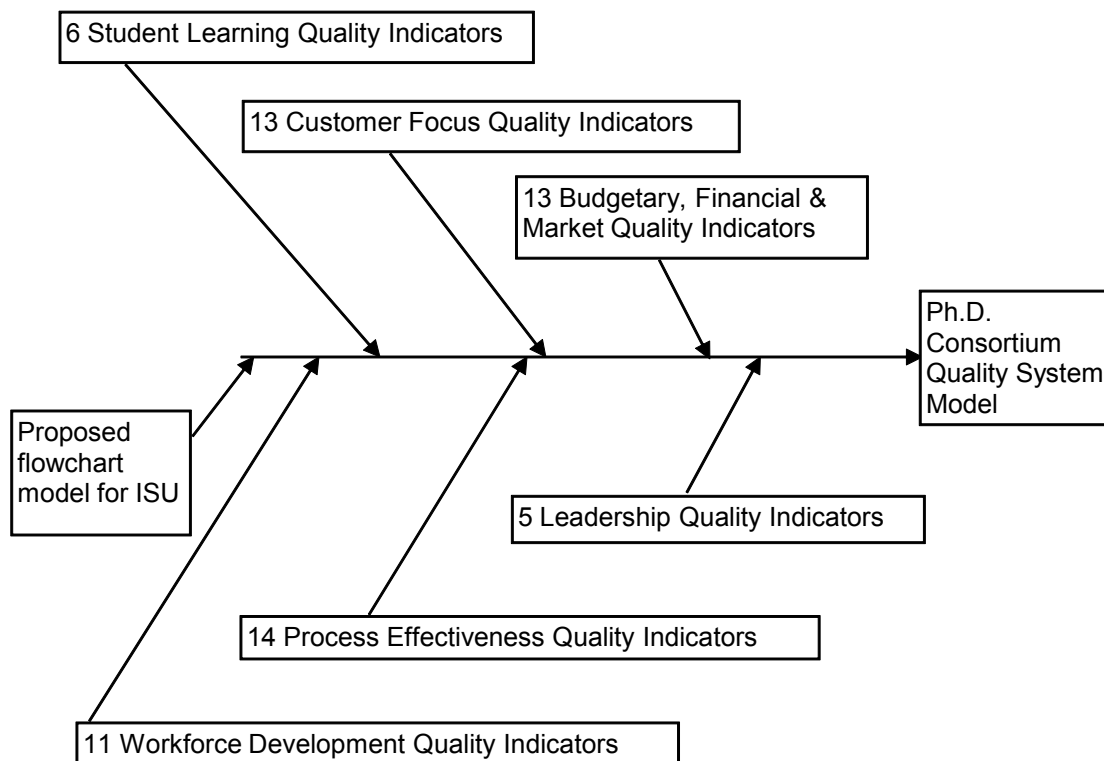 6 Student Learning Quality Indicators
13 Customer Focus Quality Indicators
13 Budgetary, Financial &
Market Quality Indicators
Ph.D.
Consortium
Quality System
Model
Proposed
flowchart
model for ISU
5 Leadership Quality Indicators
14 Process Effectiveness Quality Indicators
11 Workforce Development Quality Indicators